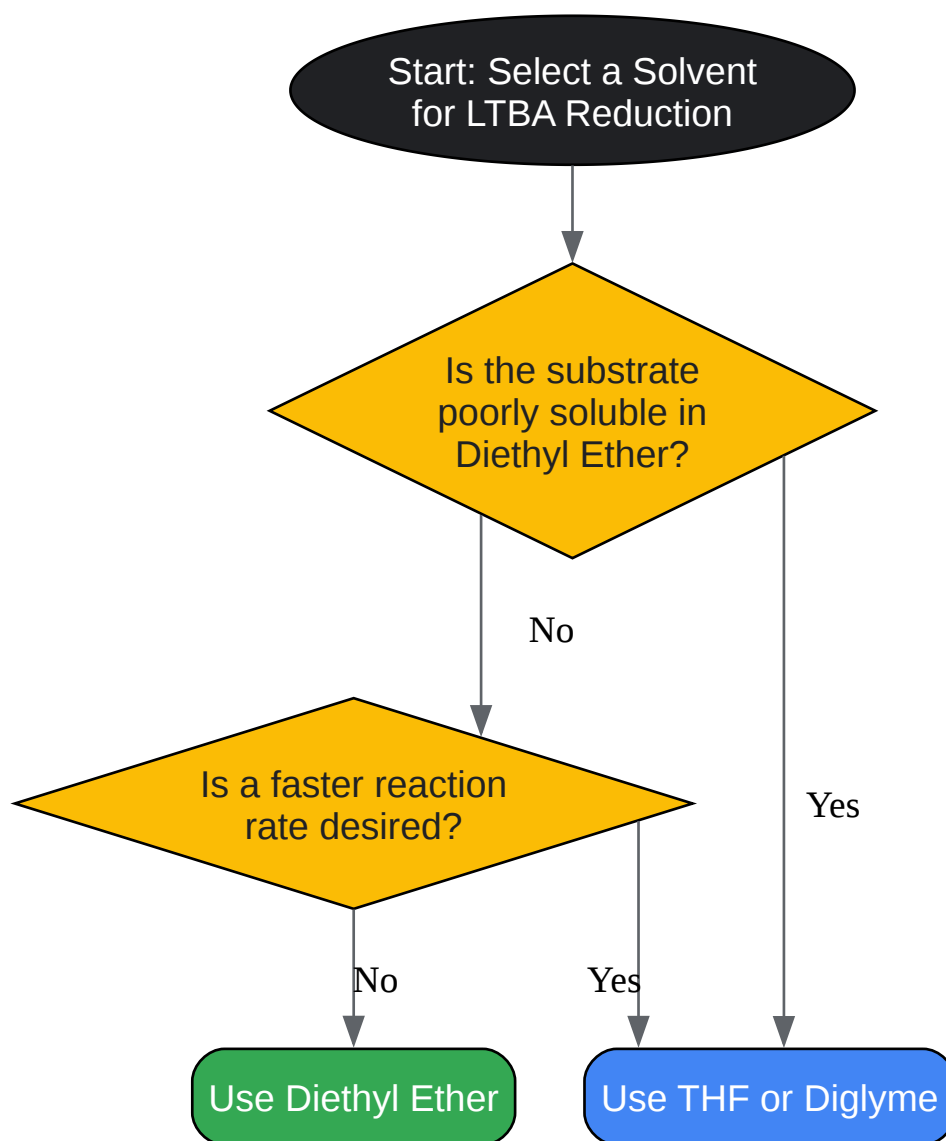 Start: Select a Solvent
for LTBA Reduction
Is the substrate
poorly soluble in
Diethyl Ether?
No
Is a faster reaction
rate desired?
Yes
No
Yes
Use Diethyl Ether
Use THF or Diglyme